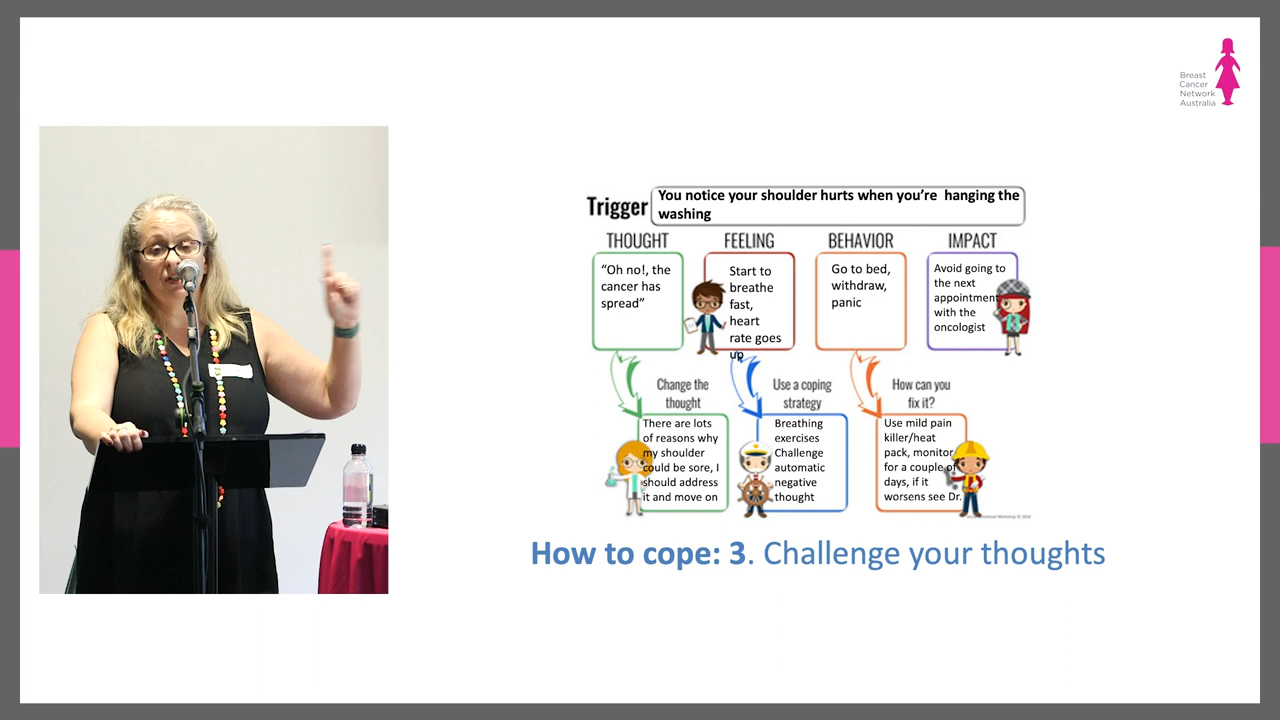 Breast
Cancer
Network
Australia
Trigger
You notice your shoulder hurts when you’re  hanging the
washing
THOUGHT
FEELING
BEHAVIOR
IMPACT
“Oh no!, the
cancer has
spread”
Start to
breathe
fast,
heart
rate goes
up
Go to bed,
withdraw,
panic
Avoid going to
the next
appointment
with the
oncologist
Change the
thought
Use a coping
strategy
How can you
fix it?
There are lots
of reasons why
my shoulder
could be sore, I
should address
it and move on
Breathing
exercises
Challenge
automatic
negative
thought
Use mild pain
killer/heat
pack, monitor
for a couple of
days, if it
worsens see Dr.
How to cope: 3. Challenge your thoughts